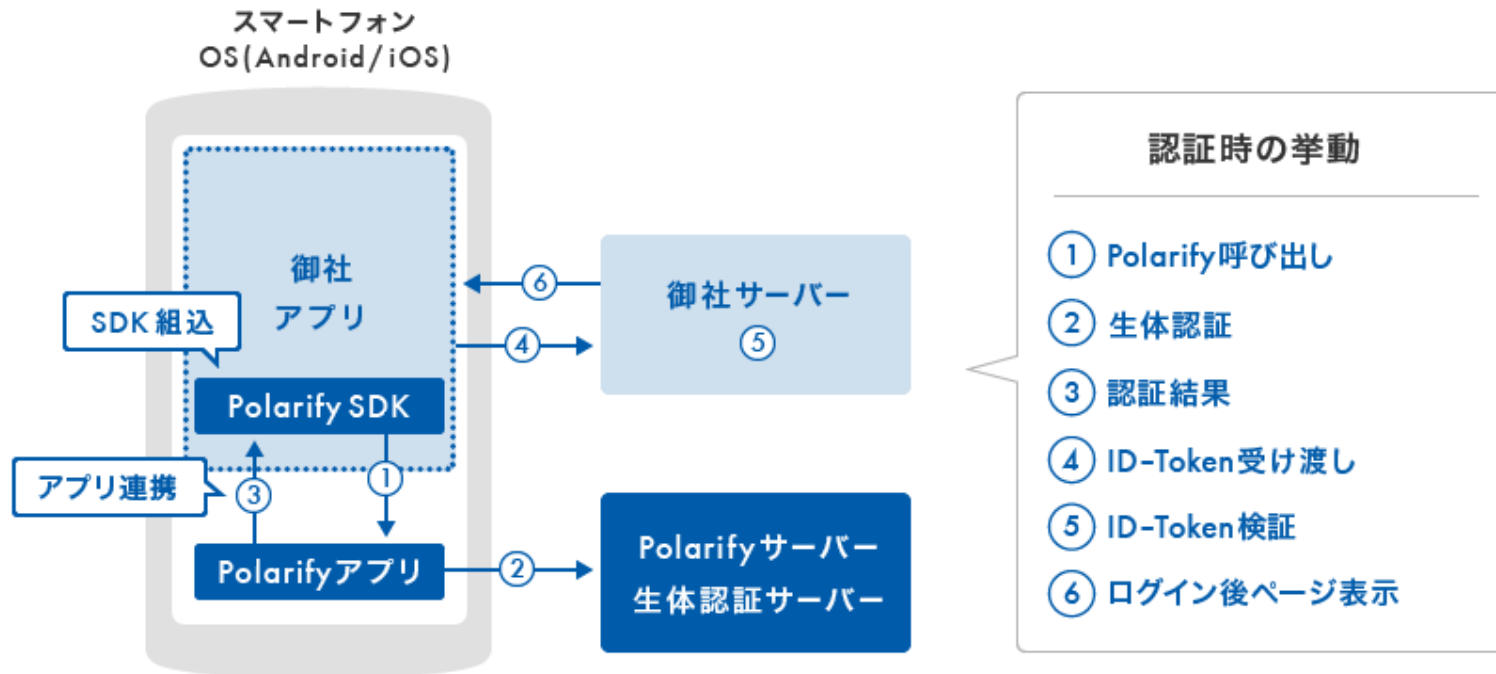 スマートフォン
OS(Android/iOS)
御社
アプリ
SDK組込
Polarify SDK
アプリ連携
③
①
Polarifyアプリ
⑥
④
②
御社サーバー
⑤
Polarifyサーバー
生体認証サーバー
認証時の挙動
① Polarify呼び出し
② 生体認証
③ 認証結果
④ ID-Token受け渡し
⑤ ID-Token検証
⑥ ログイン後ページ表示